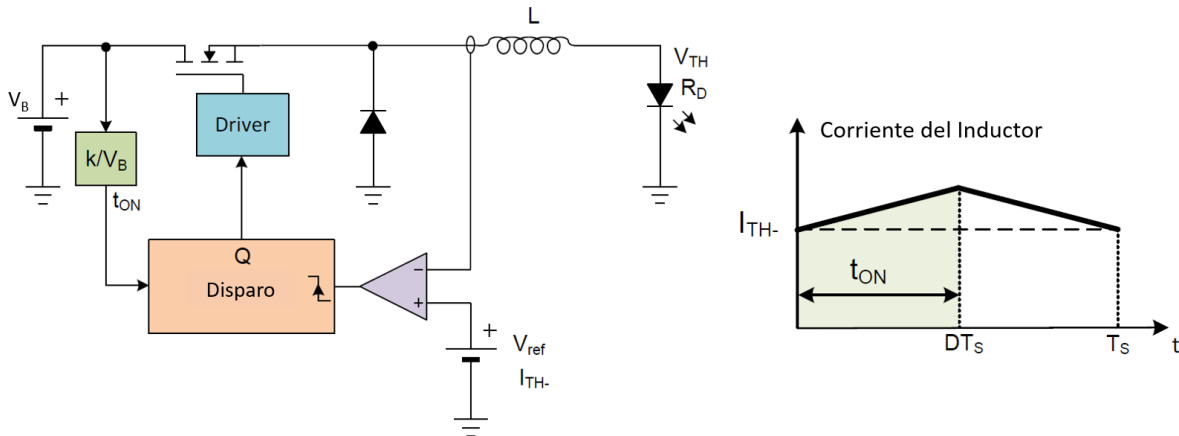 L
V_TH
R_D
V_B
+
Driver
k/V_B
t_ON
Q
Disparo
−
+
+
V_ref
I_TH-
Corriente del Inductor
I_TH-
t_ON
DT_S
T_S
t